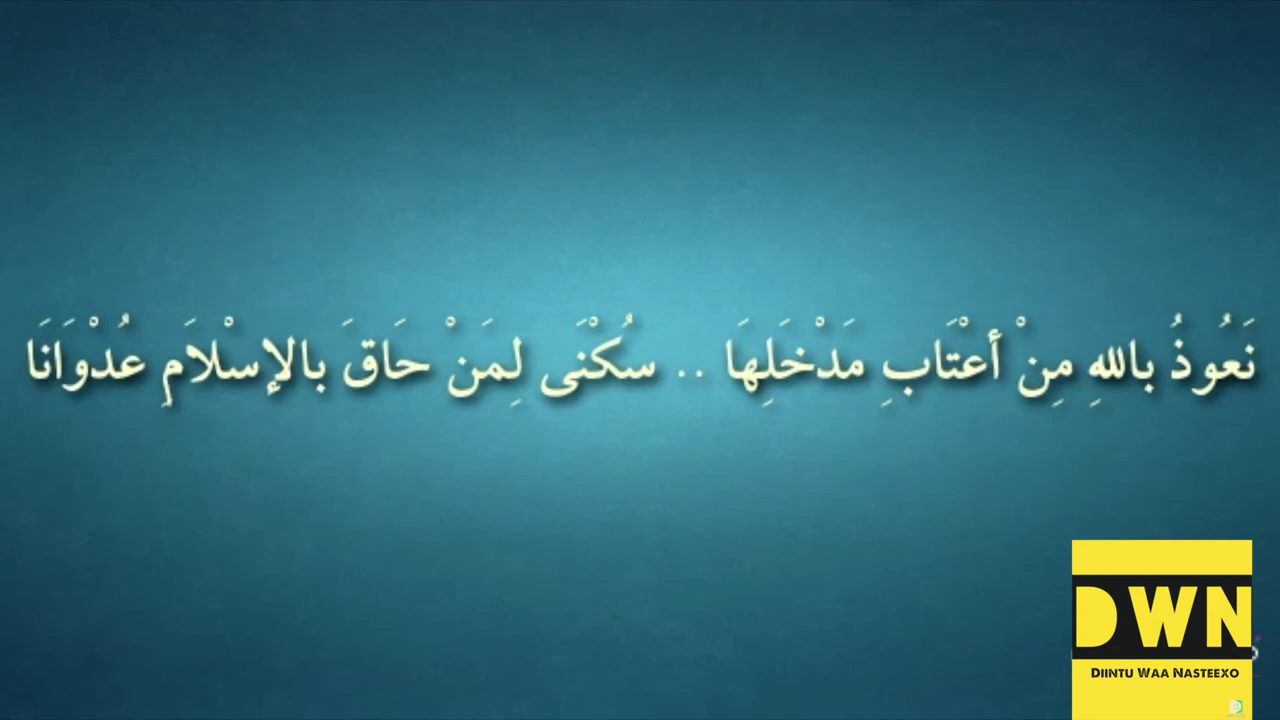 نَعُوذُ بالله مِنْ أعْتَابِ مَدْخَلِهَا .. سُكْنَى لِمَنْ حَاقَ بالإسْلَامِ عُدْوَانَا
DWN
DIINTU WAA NASTEEXO